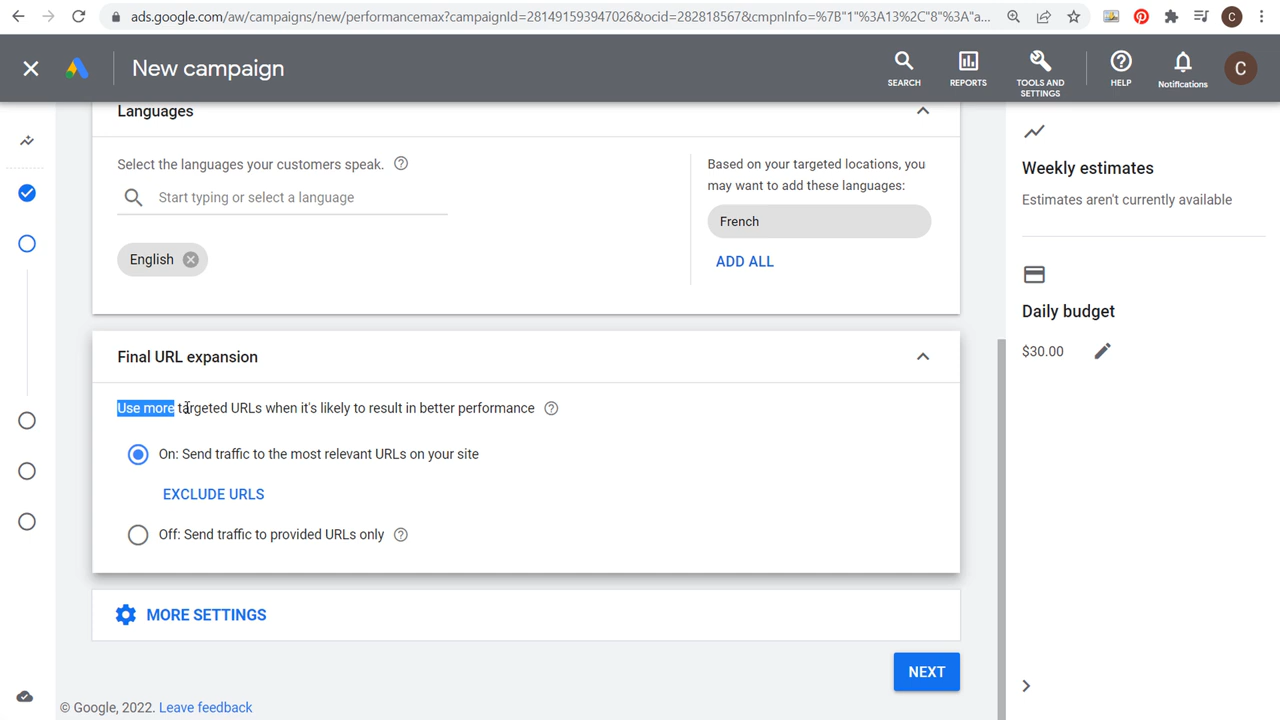 ads.google.com/aw/campaigns/new/performancemax?campaignId=281491593947026&ocid=282818567&cmpnInfo=%7B"1"%3A13%2C"8"%3A"a...
C
New campaign
SEARCH
REPORTS
TOOLS AND
SETTINGS
HELP
Notifications
C
Languages
Select the languages your customers speak.
Start typing or select a language
English
Based on your targeted locations, you
may want to add these languages:
French
ADD ALL
Final URL expansion
Use more targeted URLs when it's likely to result in better performance
On: Send traffic to the most relevant URLs on your site
EXCLUDE URLS
Off: Send traffic to provided URLs only
MORE SETTINGS
NEXT
© Google, 2022. Leave feedback
Weekly estimates
Estimates aren't currently available
Daily budget
$30.00